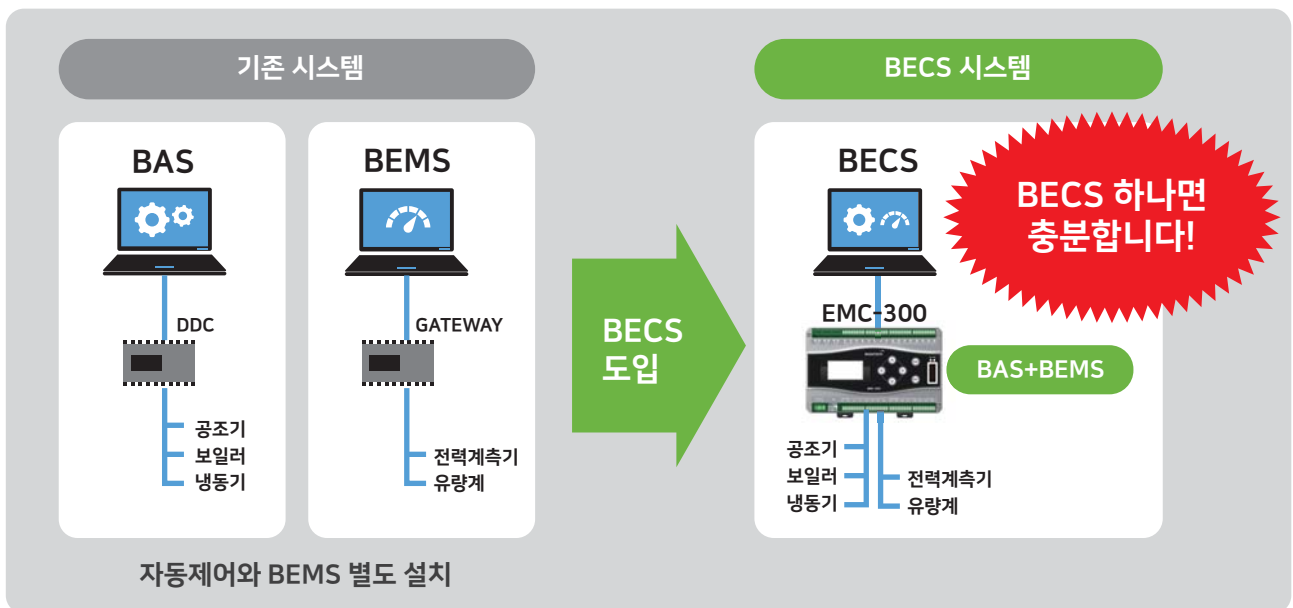 기존 시스템
BAS
DDC
공조기
보일러
냉동기
BEMS
GATEWAY
전력계측기
유량계
자동제어와 BEMS 별도 설치
BECS
도입
BECS 시스템
BECS
BECS 하나면
충분합니다!
EMC-300
BAS+BEMS
공조기
보일러
냉동기
전력계측기
유량계